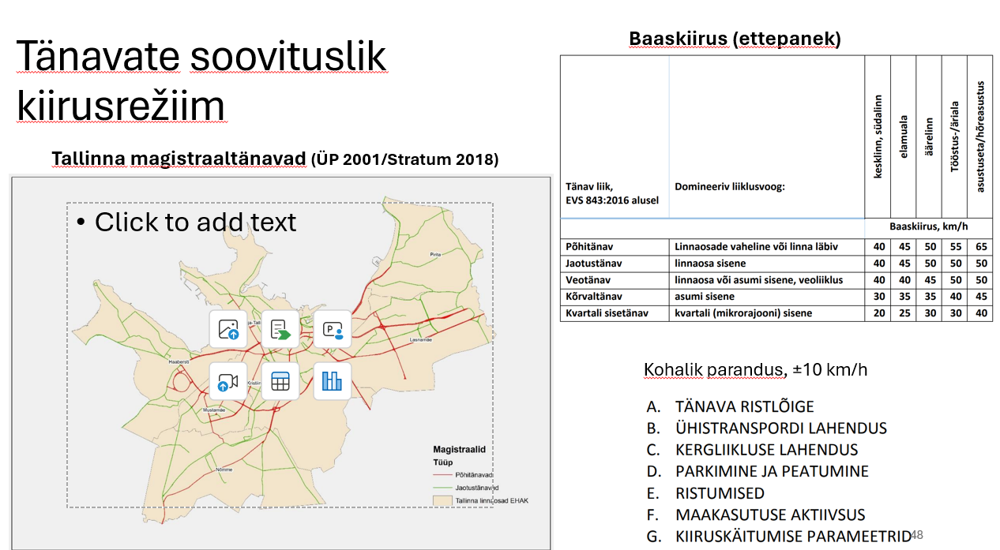 Tänavate soovituslik
kiirusrežiim
Tallinna magistraaltänavad (ÜP 2001/Stratum 2018)
• Click to add text
Pirita
Lasnamäe
Haabersti
Kristiin
Mustamäe
Nõmme
Magistraalid
Tüüp
Põhitänavad
Jaotustänavad
Tallinna linnaosad EHAK
Baaskiirus (ettepanek)
Tänav liik,
EVS 843:2016 alusel
Domineeriv liiklusvoog:
kesklinn, südalinn
elamuala
äärelinn
Tööstus-/äriala
asustuseta/hõreasustus
Baaskiirus, km/h
Põhitänav Linnaosade vaheline või linna läbiv 40 45 50 55 65
Jaotustänav linnaosa sisene 40 45 50 50 50
Veotänav linnaosa või asumi sisene, veoliiklus 40 40 45 50 50
Kõrvaltänav asumi sisene 30 35 35 40 45
Kvartali sisetänav kvartali (mikrorajooni) sisene 20 25 30 30 40
Kohalik parandus, ±10 km/h
A. TÄNAVA RISTLÕIGE
B. ÜHISTRANSPORDI LAHENDUS
C. KERGLIIKLUSE LAHENDUS
D. PARKIMINE JA PEATUMINE
E. RISTUMISED
F. MAAKASUTUSE AKTIIVSUS
G. KIIRUSKÄITUMISE PARAMEETRID
48